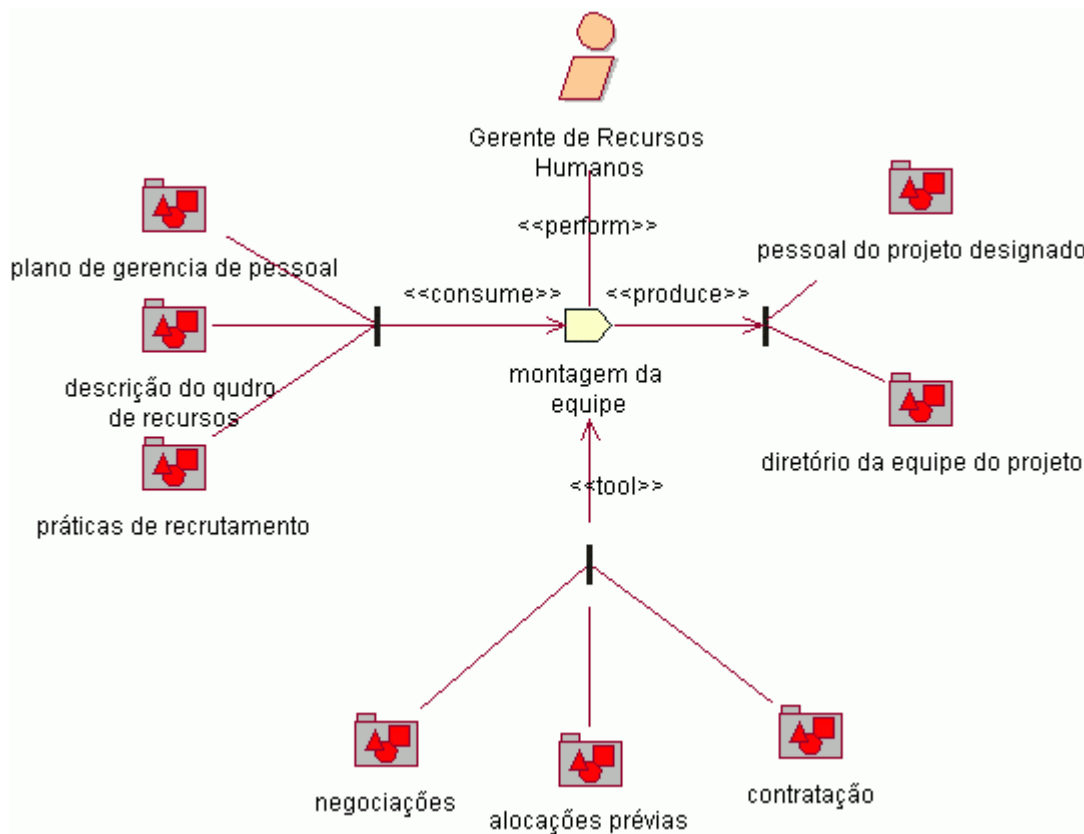 Gerente de Recursos
Humanos
<<perform>>
plano de gerencia de pessoal
<<consume>>
<<produce>>
pessoal do projeto designado
descrição do qudro
de recursos
montagem da
equipe
práticas de recrutamento
diretório da equipe do projeto
<<tool>>
negociações
alocações prévias
contratação